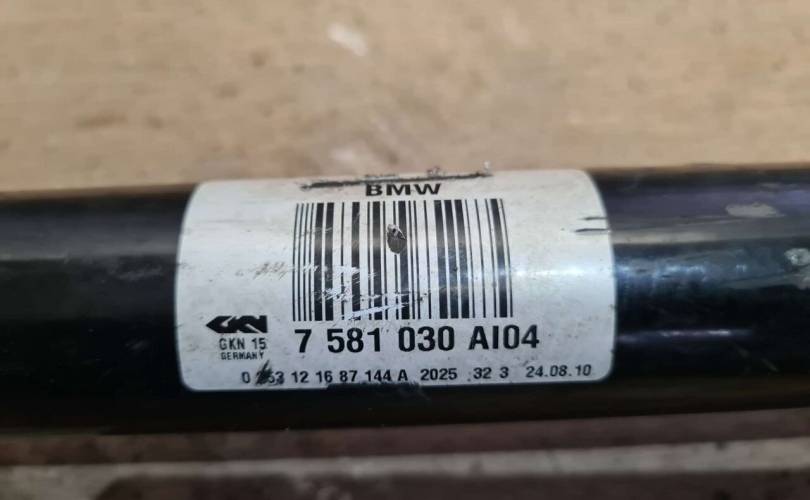 BMW
GKN
GKN 15
GERMANY
7 581 030 AI04
12 16 87 144 A 2025 32 3 24.08.10